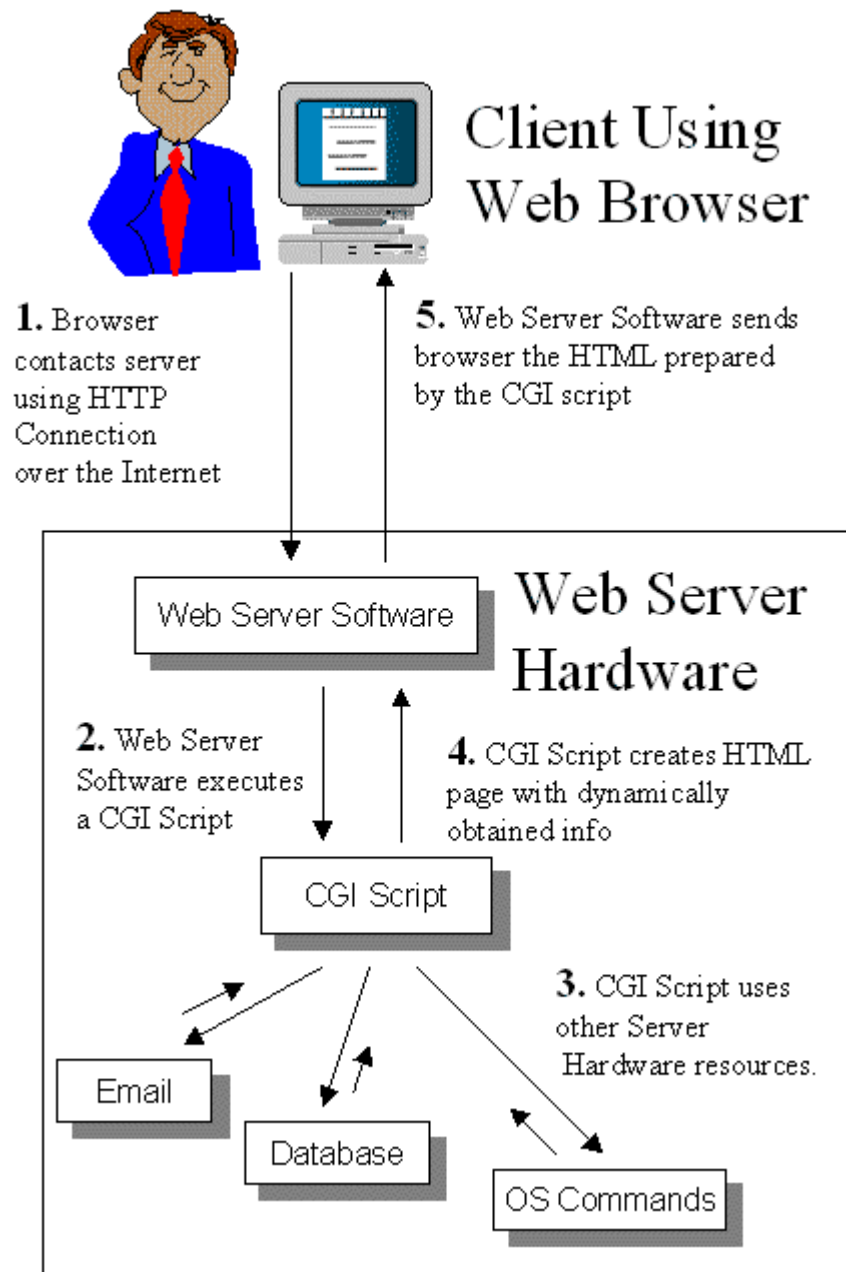 Client Using
Web Browser
1. Browser
contacts server
using HTTP
Connection
over the Internet
5. Web Server Software sends
browser the HTML prepared
by the CGI script
Web Server Software
Web Server
Hardware
2. Web Server
Software executes
a CGI Script
4. CGI Script creates HTML
page with dynamically
obtained info
CGI Script
3. CGI Script uses
other Server
Hardware resources.
Email
Database
OS Commands